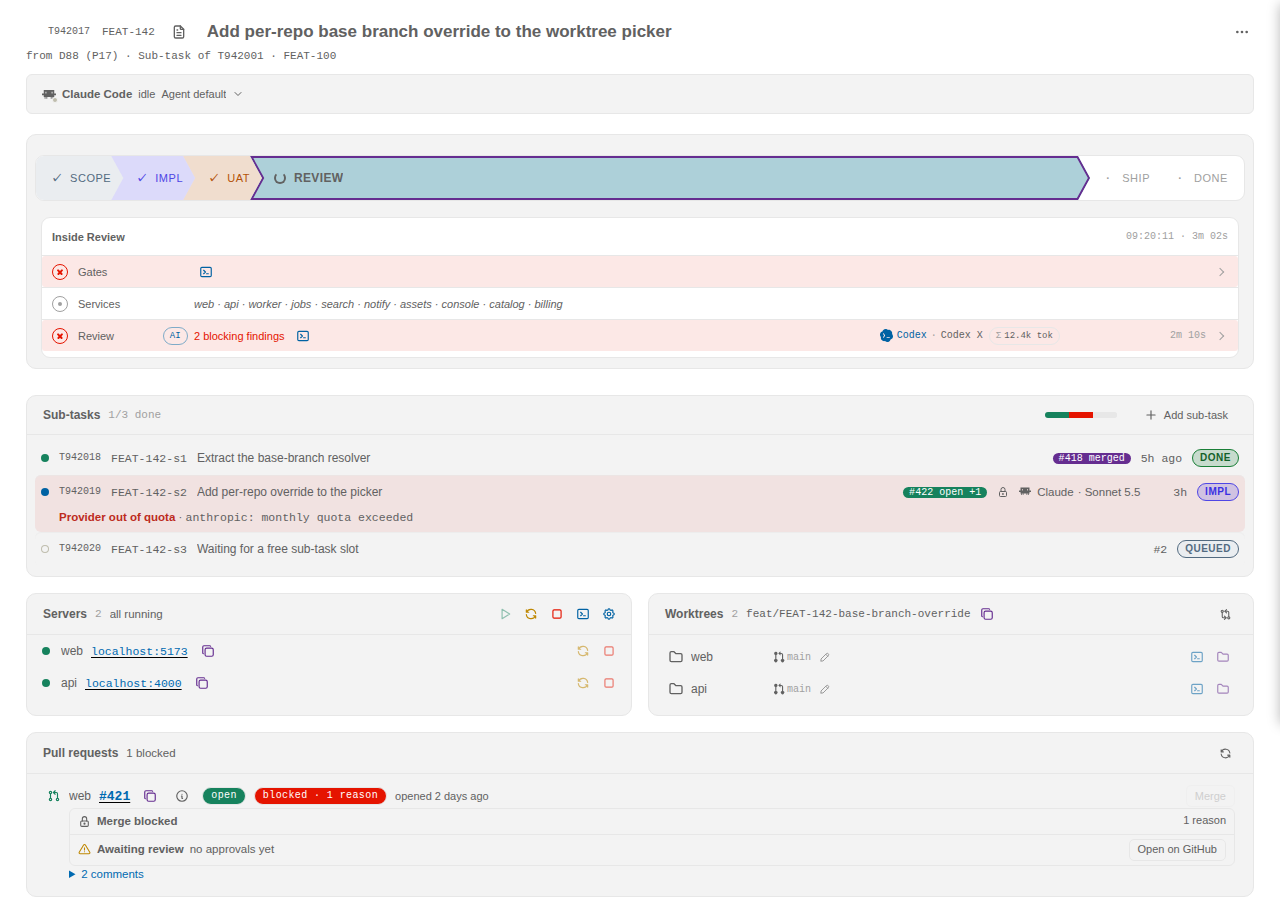 T942017 FEAT-142 Add per-repo base branch override to the worktree picker
from D88 (P17) · Sub-task of T942001 · FEAT-100
Claude Code idle Agent default
SCOPE IMPL UAT REVIEW · SHIP · DONE
Inside Review 09:20:11 · 3m 02s
Gates
Services web · api · worker · jobs · search · notify · assets · console · catalog · billing
Review AI 2 blocking findings Codex · Codex X Σ 12.4k tok 2m 10s
Sub-tasks 1/3 done Add sub-task
T942018 FEAT-142-s1 Extract the base-branch resolver #418 merged 5h ago DONE
T942019 FEAT-142-s2 Add per-repo override to the picker #422 open +1 Claude · Sonnet 5.5 3h IMPL
Provider out of quota · anthropic: monthly quota exceeded
T942020 FEAT-142-s3 Waiting for a free sub-task slot #2 QUEUED
Servers 2 all running
web localhost:5173
api localhost:4000
Worktrees 2 feat/FEAT-142-base-branch-override
web main
api main
Pull requests 1 blocked
web #421 open blocked · 1 reason opened 2 days ago Merge
Merge blocked 1 reason
Awaiting review no approvals yet Open on GitHub
2 comments